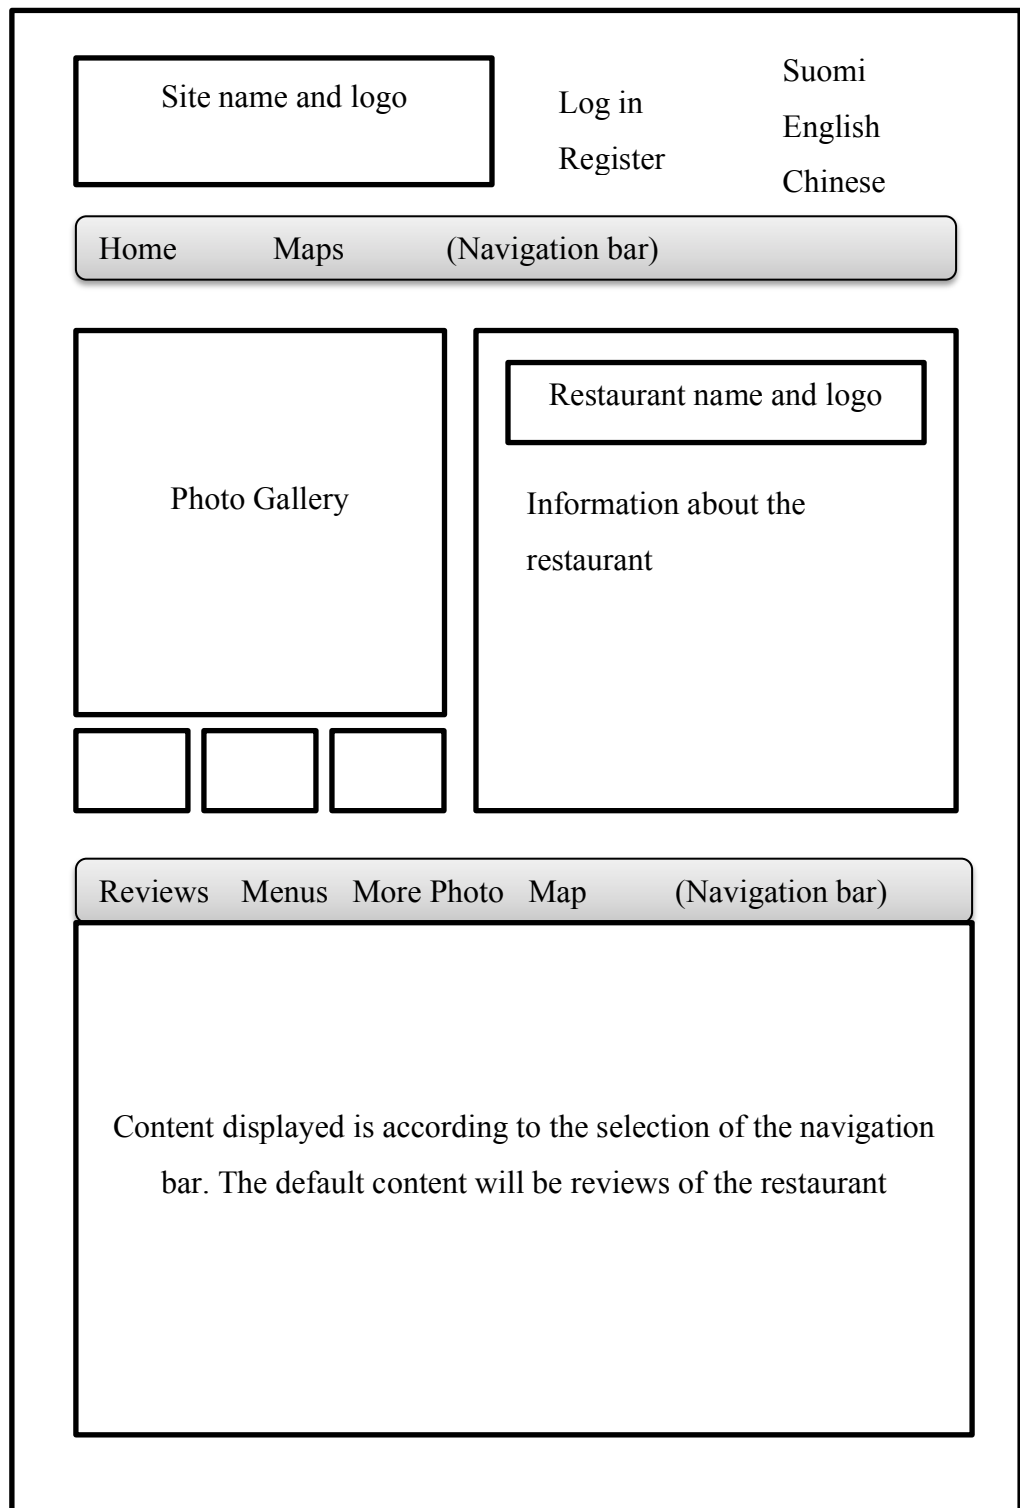 Site name and logo
Log in
Register
Suomi
English
Chinese
Home Maps (Navigation bar)
Photo Gallery
Restaurant name and logo
Information about the
restaurant
Reviews Menus More Photo Map (Navigation bar)
Content displayed is according to the selection of the navigation
bar. The default content will be reviews of the restaurant